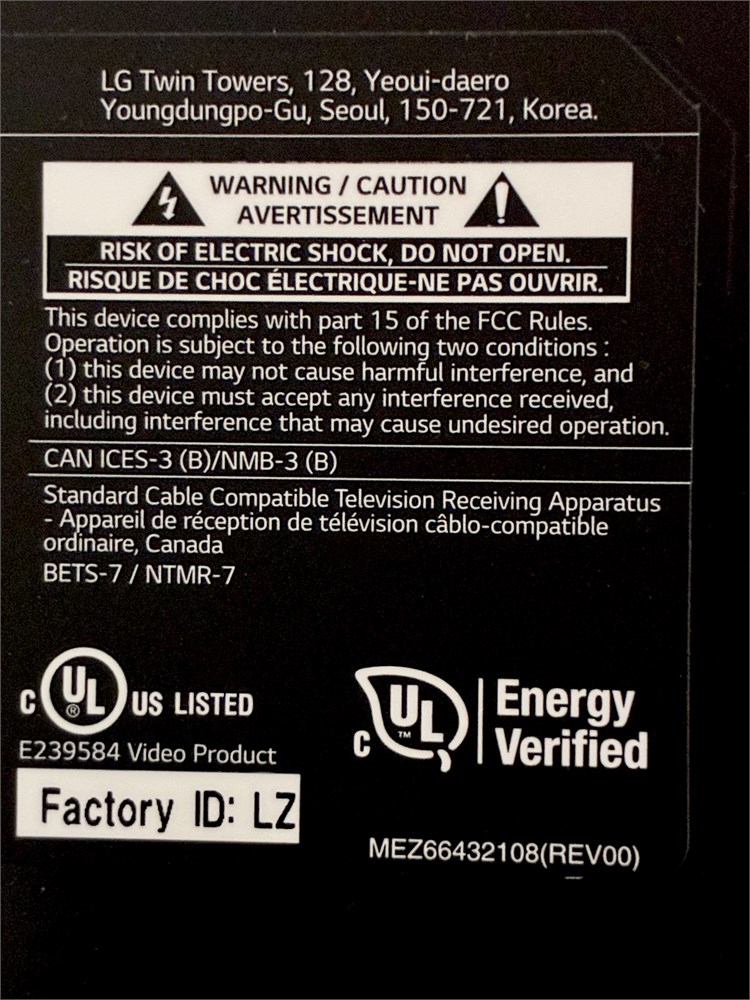 LG Twin Towers, 128, Yeoui-daero
Youngdungpo-Gu, Seoul, 150-721, Korea.
WARNING / CAUTION
AVERTISSEMENT
RISK OF ELECTRIC SHOCK, DO NOT OPEN.
RISQUE DE CHOC ÉLECTRIQUE-NE PAS OUVRIR.
This device complies with part 15 of the FCC Rules.
Operation is subject to the following two conditions :
(1) this device may not cause harmful interference, and
(2) this device must accept any interference received,
including interference that may cause undesired operation.
CAN ICES-3 (B)/NMB-3 (B)
Standard Cable Compatible Television Receiving Apparatus
- Appareil de réception de télévision câblo-compatible
ordinaire, Canada
BETS-7 / NTMR-7
C UL ® US LISTED
E239584 Video Product
Factory ID: LZ
C UL ™ Energy
Verified
MEZ66432108(REV00)